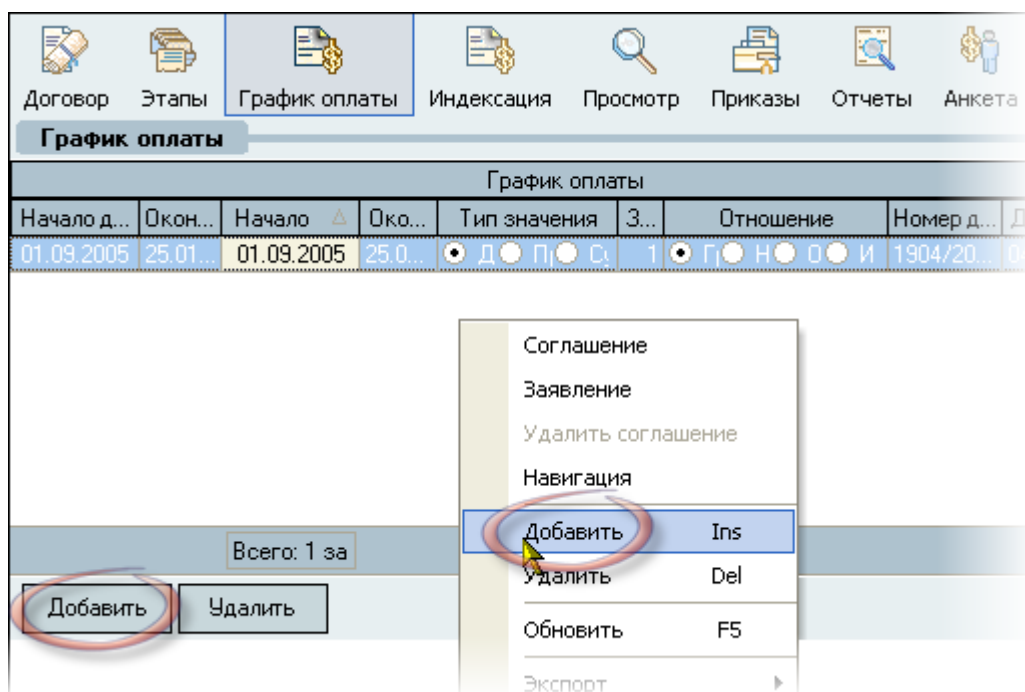 Договор Этапы График оплаты Индексация Просмотр Приказы Отчеты Анкета
График оплаты
График оплаты
Начало д... Окон... Начало Око... Тип значения З... Отношение Номер д... Д
01.09.2005 25.01... 01.09.2005 25.0... Д П Су 1 Г Н О И 1904/20... 0
Соглашение
Заявление
Удалить соглашение
Навигация
Добавить Ins
Всего: 1 за
Удалить Del
Добавить Удалить
Обновить F5
Экспорт